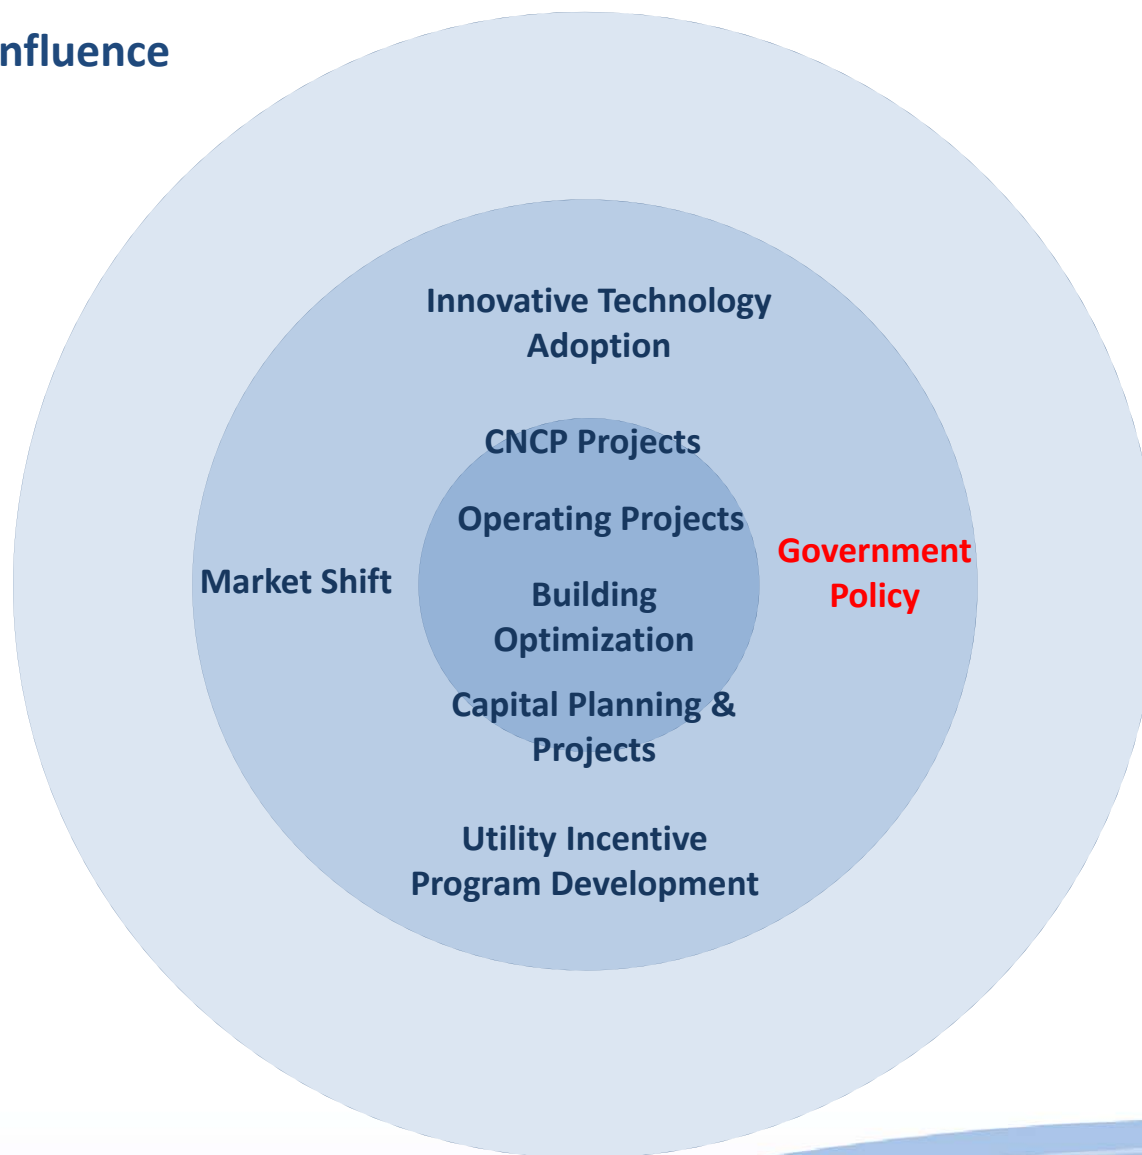 nfluence
Innovative Technology
Adoption
CNCP Projects
Operating Projects
Market Shift
Building
Optimization
Government
Policy
Capital Planning &
Projects
Utility Incentive
Program Development